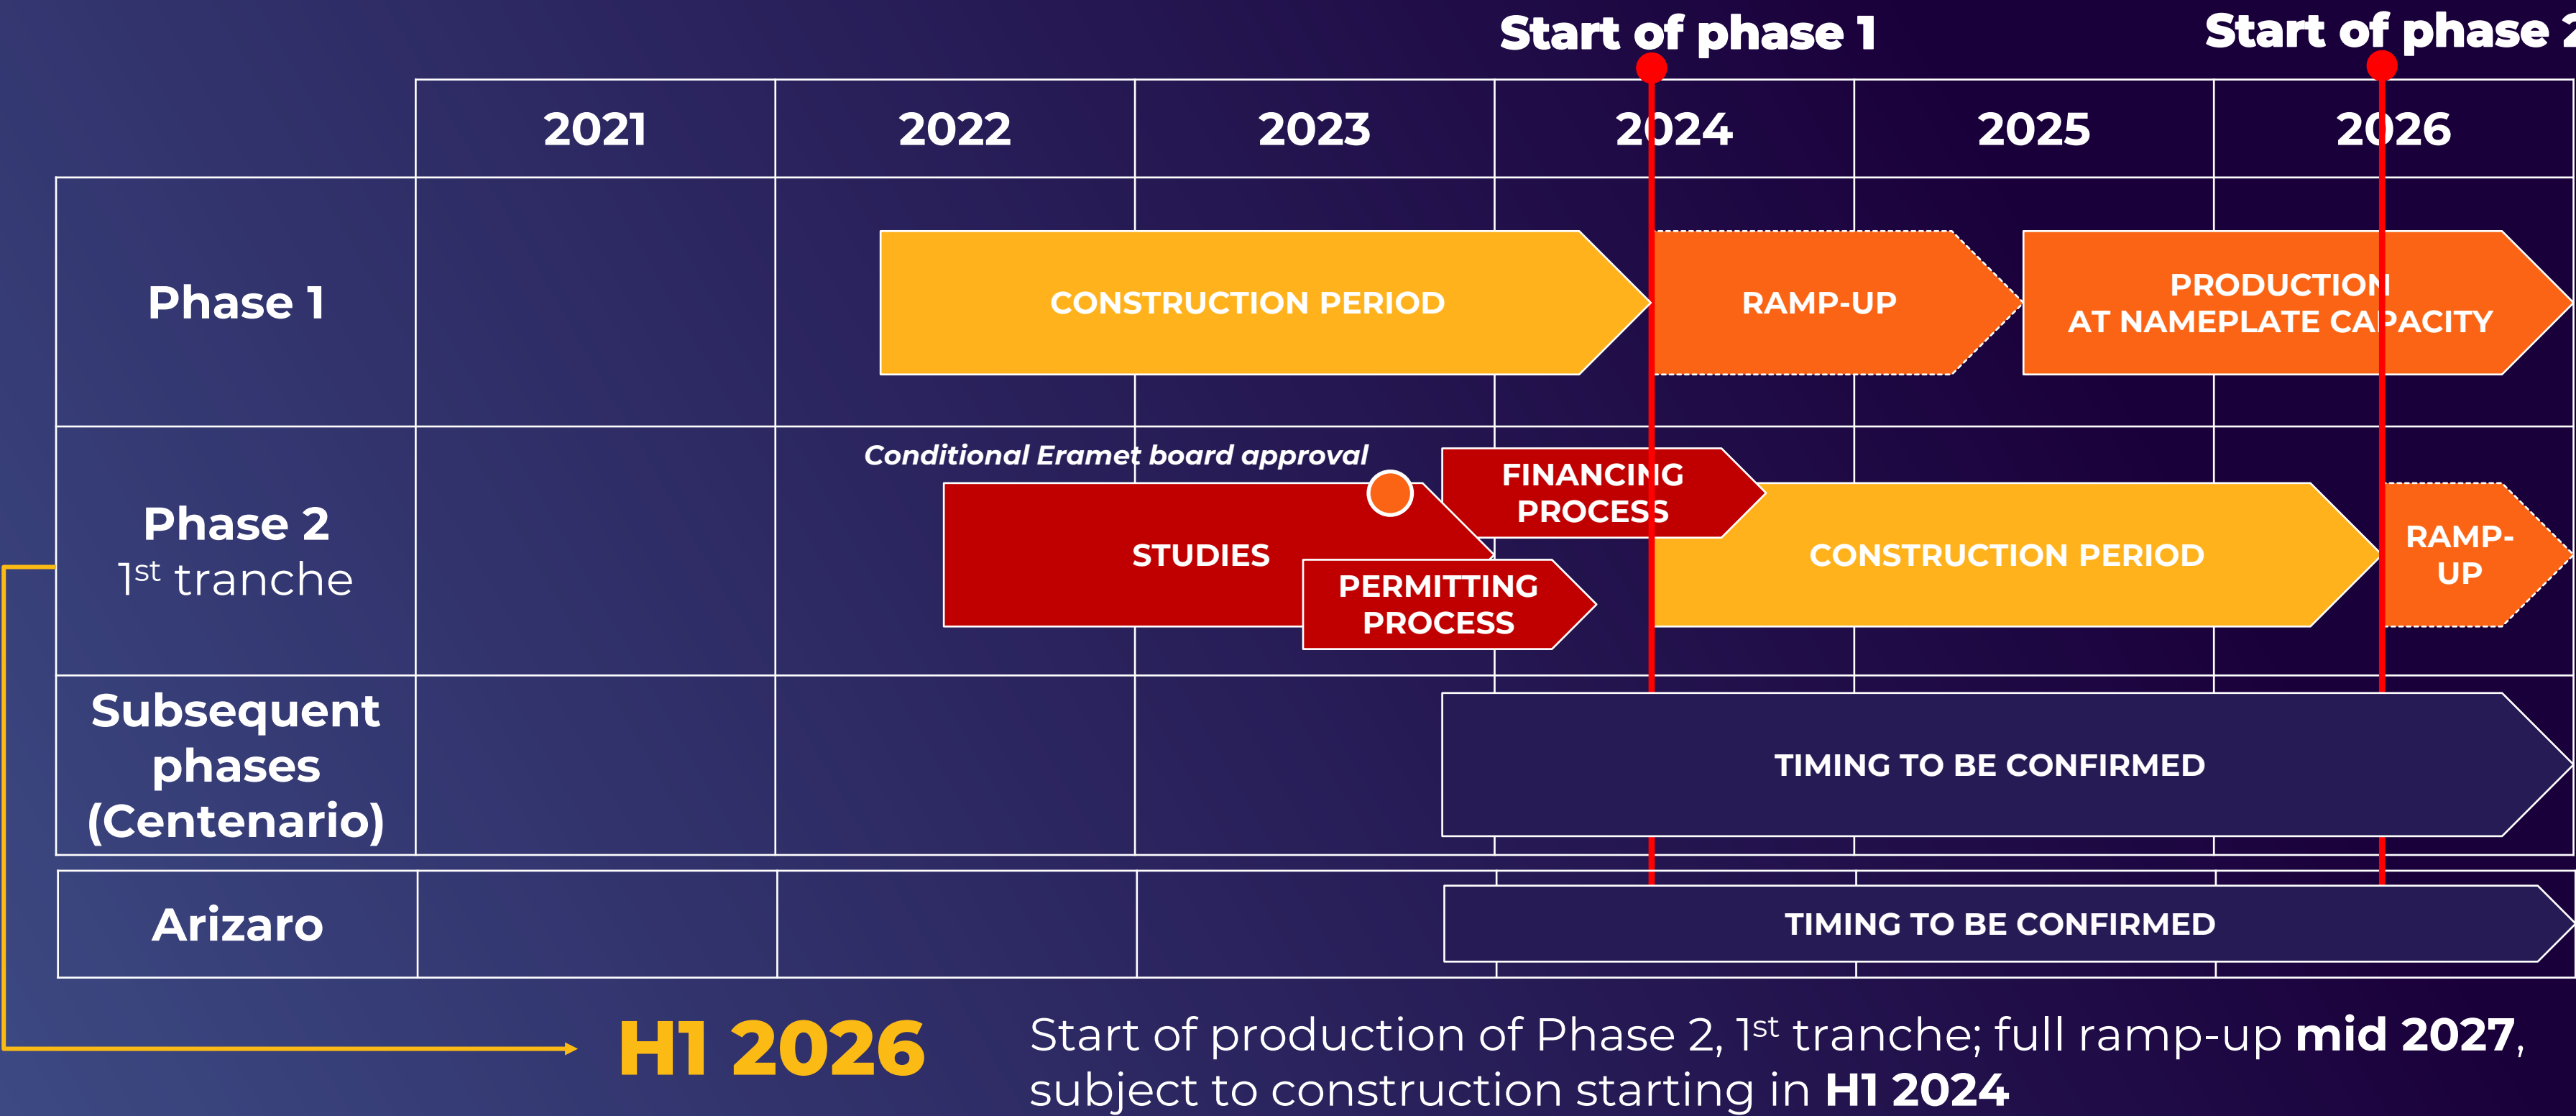 Start of phase 1
Start of phase 2
2021
2022
2023
2024
2025
2026
Phase 1
CONSTRUCTION PERIOD
RAMP-UP
PRODUCTION
AT NAMEPLATE CAPACITY
Phase 2
1st tranche
Conditional Eramet board approval
STUDIES
PERMITTING
PROCESS
FINANCING
PROCESS
CONSTRUCTION PERIOD
RAMP-
UP
Subsequent
phases
(Centenario)
TIMING TO BE CONFIRMED
Arizaro
TIMING TO BE CONFIRMED
H1 2026
Start of production of Phase 2, 1st tranche; full ramp-up mid 2027,
subject to construction starting in H1 2024